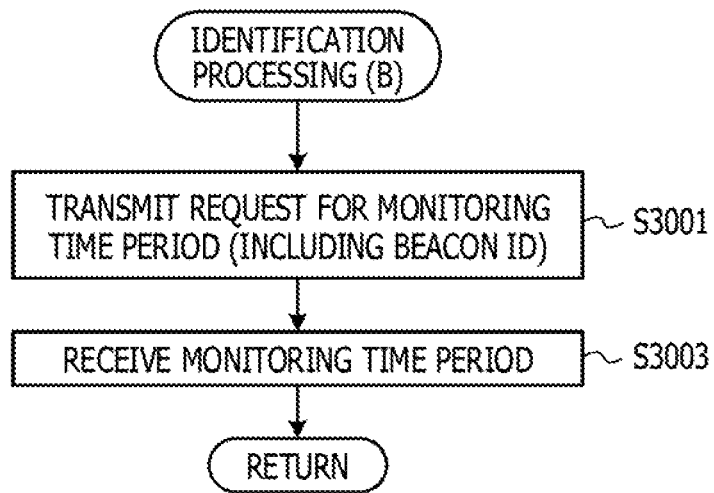 IDENTIFICATION
PROCESSING (B)
TRANSMIT REQUEST FOR MONITORING
TIME PERIOD (INCLUDING BEACON ID)
S3001
RECEIVE MONITORING TIME PERIOD
S3003
RETURN